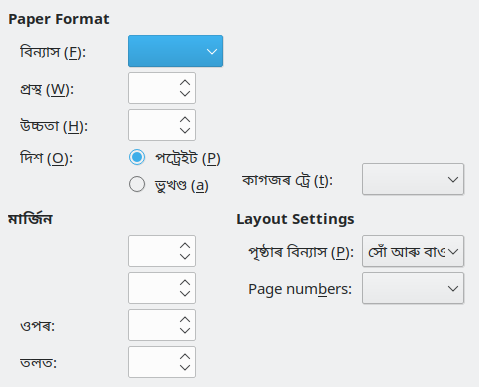 Paper Format
বিন্যাস (F):
প্ৰস্থ (W):
উচ্চতা (H):
দিশ (O):
পট্ৰেইট (P)
ভুখণ্ড (a)
কাগজৰ ট্ৰে (t):
মাৰ্জিন
Layout Settings
পৃষ্ঠাৰ বিন্যাস (P):
সোঁ আৰু
Page numbers:
ওপৰ:
তলত: